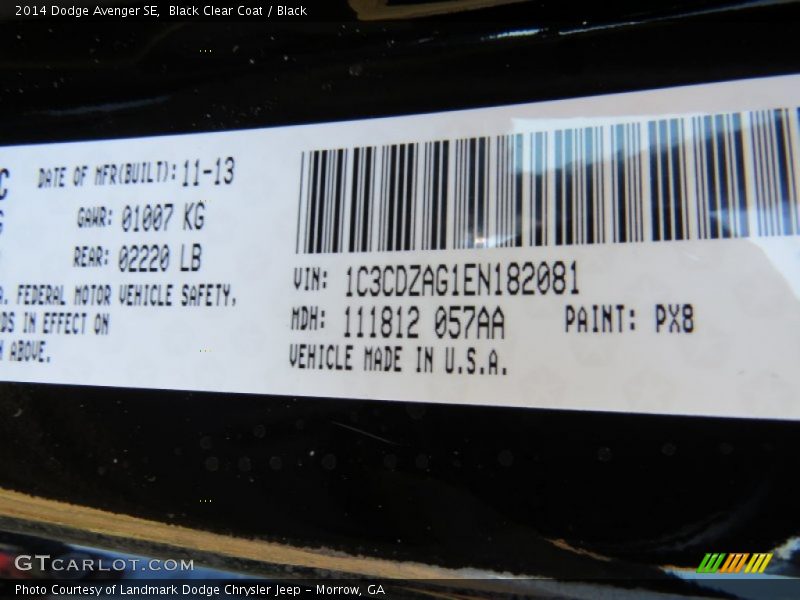 2014 Dodge Avenger SE,  Black Clear Coat / Black
DATE OF MFR(BUILT): 11-13
GAWR: 01007 KG
REAR: 02220 LB
FEDERAL MOTOR VEHICLE SAFETY,
IN EFFECT ON
ABOVE.
VIN: 1C3CDZAG1EN182081
MDH: 111812 057AA PAINT: PX8
VEHICLE MADE IN U.S.A.
GTCARLOT.COM
Photo Courtesy of Landmark Dodge Chrysler Jeep - Morrow, GA